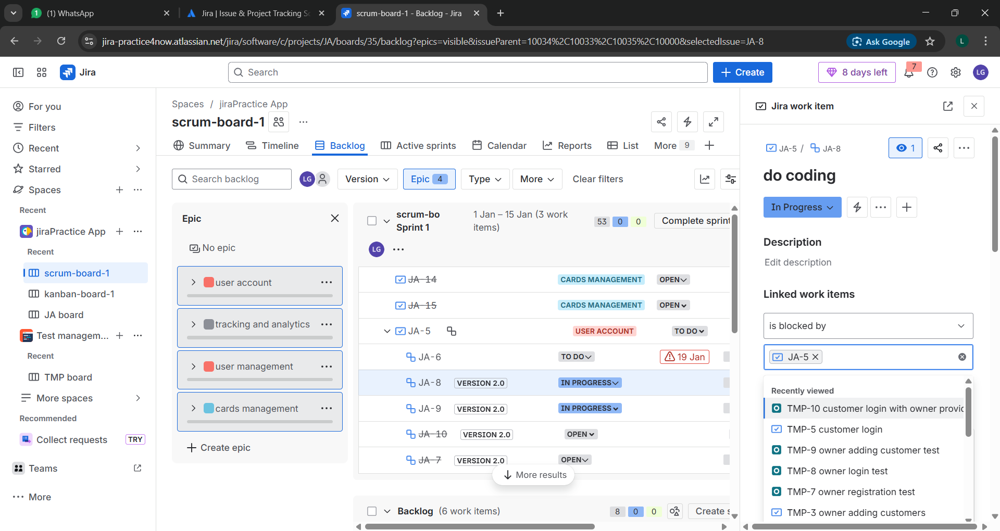 1
(1) WhatsApp
Jira | Issue & Project Tracking So
scrum-board-1 - Backlog - Jira
jira-practice4now.atlassian.net/jira/software/c/projects/JA/boards/35/backlog?epics=visible&issueParent=10034%2C10033%2C10035%2C10000&selectedIssue=JA-8
Ask Google
L
Jira
Search
Create
8 days left
7
LG
For you
Filters
Recent
Starred
Spaces
Recent
jiraPractice App
Recent
scrum-board-1
kanban-board-1
JA board
Test managem...
Recent
TMP board
More spaces
Recommended
Collect requests
TRY
Teams
More
Spaces / jiraPractice App
scrum-board-1
Summary
Timeline
Backlog
Active sprints
Calendar
Reports
List
More 9
Search backlog
LG
Version
Epic 4
Type
More
Clear filters
Epic
No epic
user account
tracking and analytics
user management
cards management
Create epic
scrum-bo
Sprint 1
1 Jan – 15 Jan (3 work
items)
53 0 0
Complete sprint
LG
JA-14 CARDS MANAGEMENT OPEN
JA-15 CARDS MANAGEMENT OPEN
JA-5 USER ACCOUNT TO DO
JA-6 TO DO 19 Jan
JA-8 VERSION 2.0 IN PROGRESS
JA-9 VERSION 2.0 IN PROGRESS
JA-10 VERSION 2.0 OPEN
JA-7 VERSION 2.0 OPEN
More results
Backlog (6 work items) 8 0 0 Create s
Jira work item
JA-5 / JA-8
1
do coding
In Progress
Description
Edit description
Linked work items
is blocked by
JA-5
Recently viewed
TMP-10 customer login with owner provic
TMP-5 customer login
TMP-9 owner adding customer test
TMP-8 owner login test
TMP-7 owner registration test
TMP-3 owner adding customers